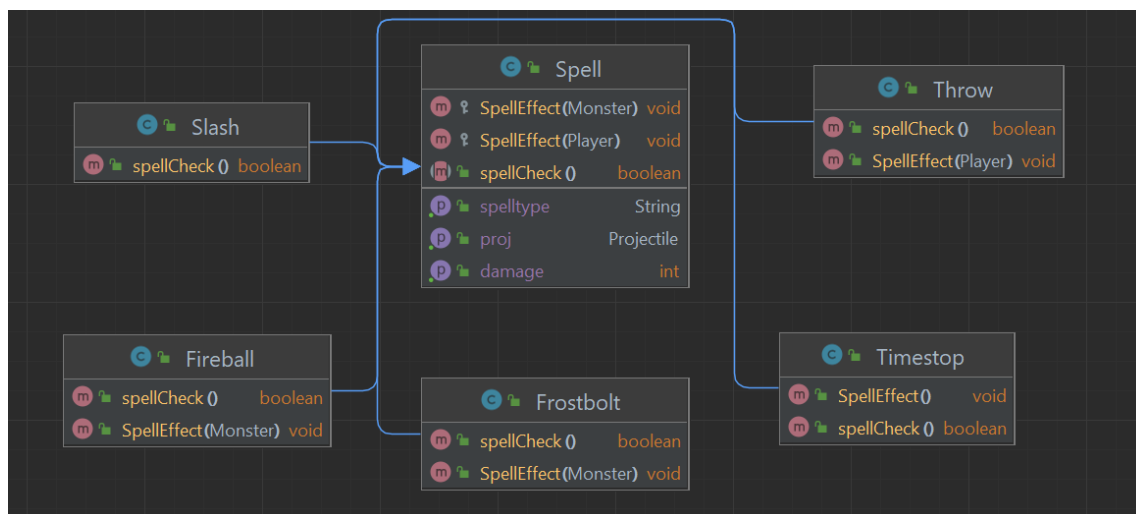 Spell
SpellEffect(Monster) void
SpellEffect(Player) void
spellCheck() boolean
spelltype String
proj Projectile
damage int
Slash
spellCheck() boolean
Throw
spellCheck() boolean
SpellEffect(Player) void
Fireball
spellCheck() boolean
SpellEffect(Monster) void
Frostbolt
spellCheck() boolean
SpellEffect(Monster) void
Timestop
SpellEffect() void
spellCheck() boolean